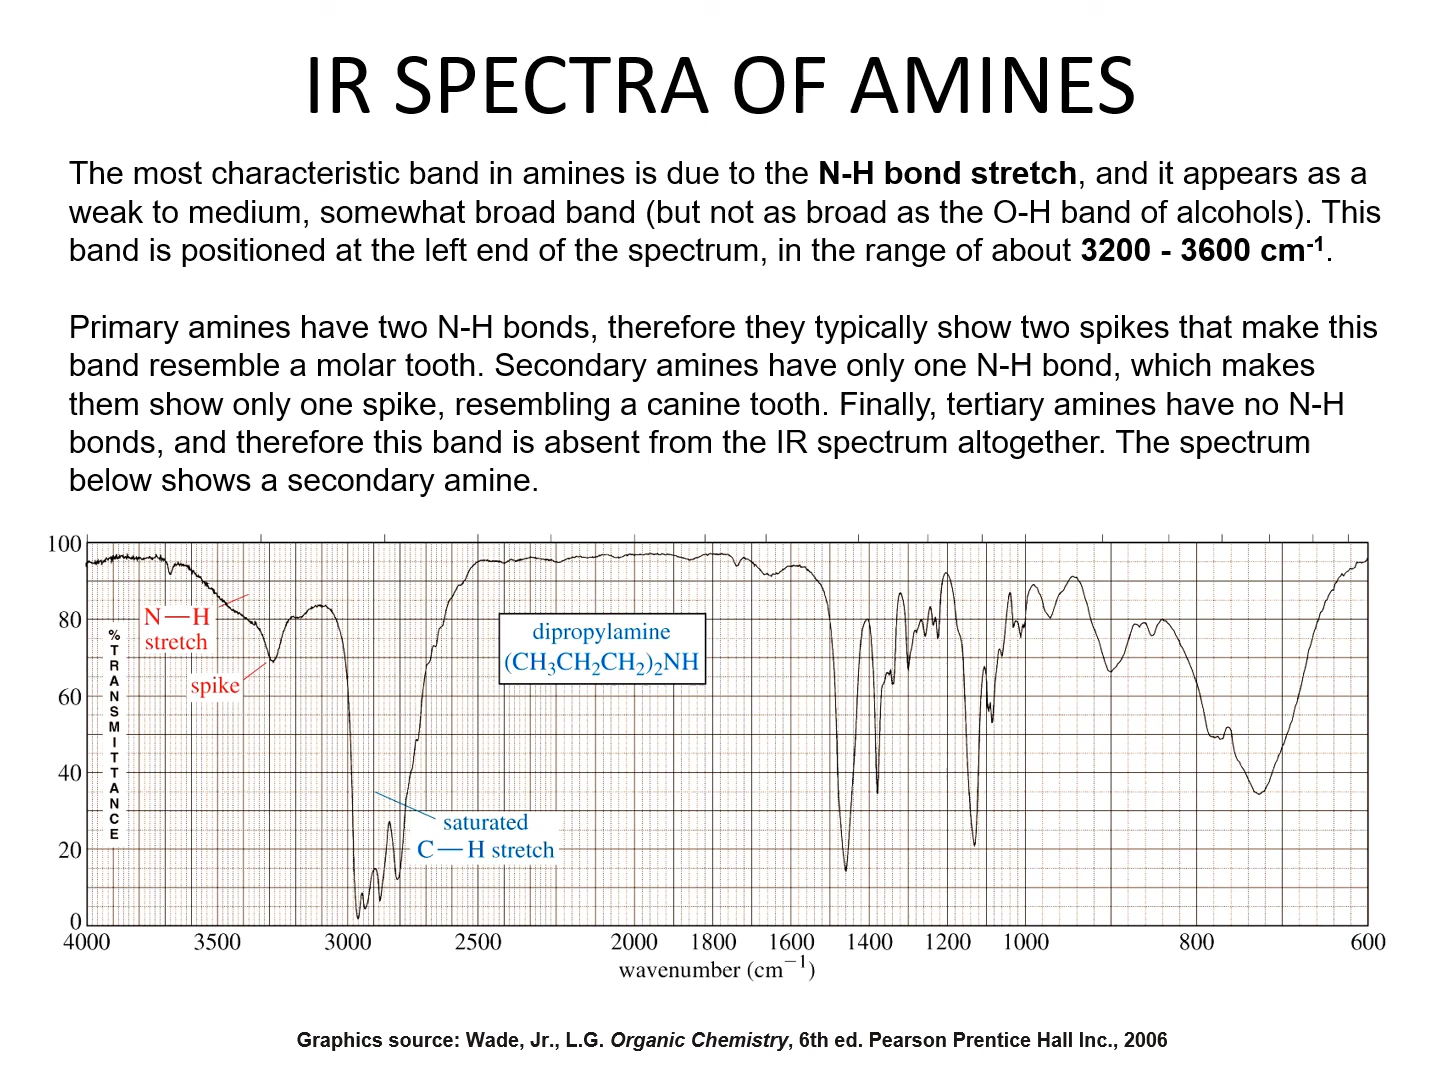 IR SPECTRA OF AMINES
The most characteristic band in amines is due to the N-H bond stretch, and it appears as a
weak to medium, somewhat broad band (but not as broad as the O-H band of alcohols). This
band is positioned at the left end of the spectrum, in the range of about 3200 - 3600 cm⁻¹.
Primary amines have two N-H bonds, therefore they typically show two spikes that make this
band resemble a molar tooth. Secondary amines have only one N-H bond, which makes
them show only one spike, resembling a canine tooth. Finally, tertiary amines have no N-H
bonds, and therefore this band is absent from the IR spectrum altogether. The spectrum
below shows a secondary amine.
100
80
60
40
20
0
%TRANSMITTANCE
N—H
stretch
spike
dipropylamine
(CH₃CH₂CH₂)₂NH
saturated
C—H stretch
4000 3500 3000 2500 2000 1800 1600 1400 1200 1000 800 600
wavenumber (cm⁻¹)
Graphics source: Wade, Jr., L.G. Organic Chemistry, 6th ed. Pearson Prentice Hall Inc., 2006